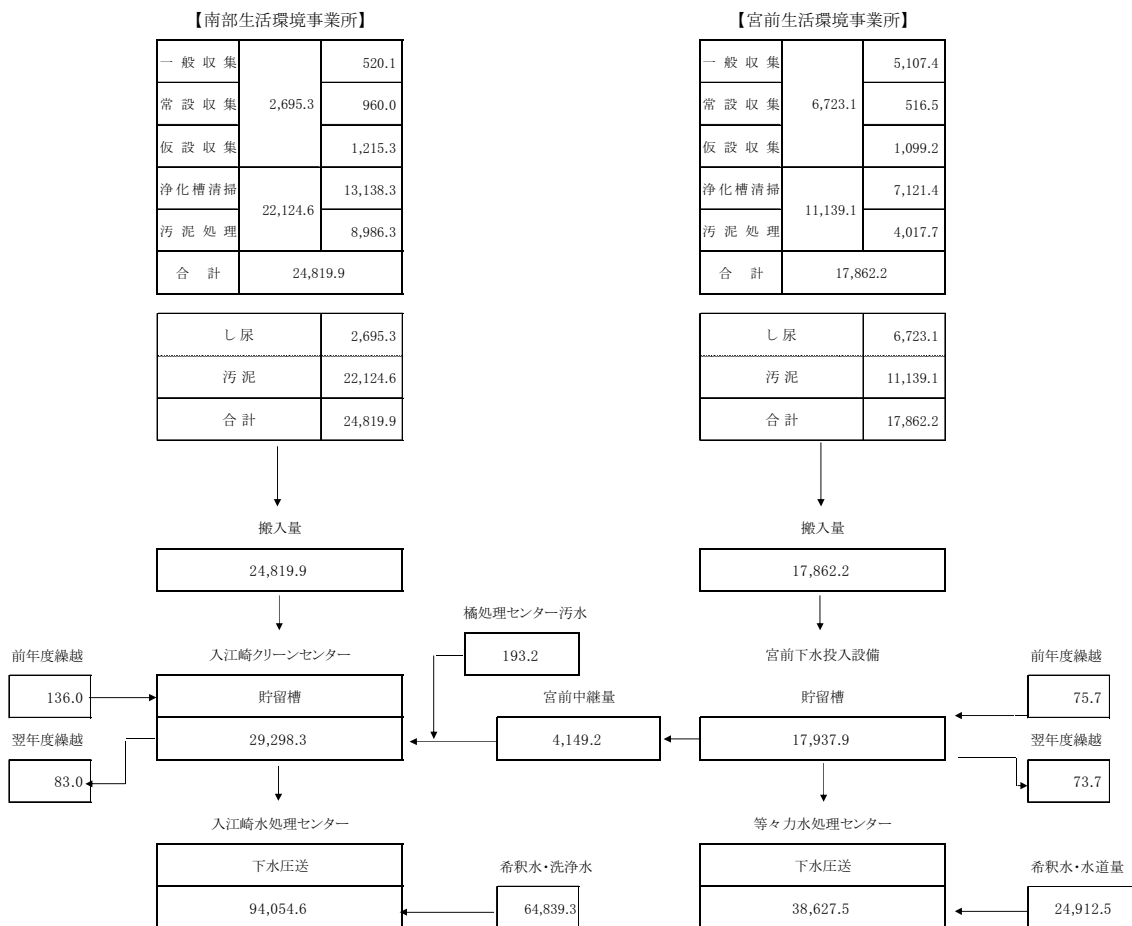 【南部生活環境事業所】
一般収集 520.1
常設収集 2,695.3 960.0
仮設収集 1,215.3
浄化槽清掃 13,138.3
22,124.6
汚泥処理 8,986.3
合計 24,819.9
し尿 2,695.3
汚泥 22,124.6
合計 24,819.9
搬入量
24,819.9
【宮前生活環境事業所】
一般収集 5,107.4
常設収集 6,723.1 516.5
仮設収集 1,099.2
浄化槽清掃 7,121.4
11,139.1
汚泥処理 4,017.7
合計 17,862.2
し尿 6,723.1
汚泥 11,139.1
合計 17,862.2
搬入量
17,862.2
橘処理センター汚水
193.2
前年度繰越
136.0
翌年度繰越
83.0
入江崎クリーンセンター
貯留槽
29,298.3
宮前中継量
4,149.2
宮前下水投入設備
貯留槽
17,937.9
前年度繰越
75.7
翌年度繰越
73.7
入江崎水処理センター
下水圧送
94,054.6
希釈水・洗浄水
64,839.3
等々力水処理センター
下水圧送
38,627.5
希釈水・水道量
24,912.5